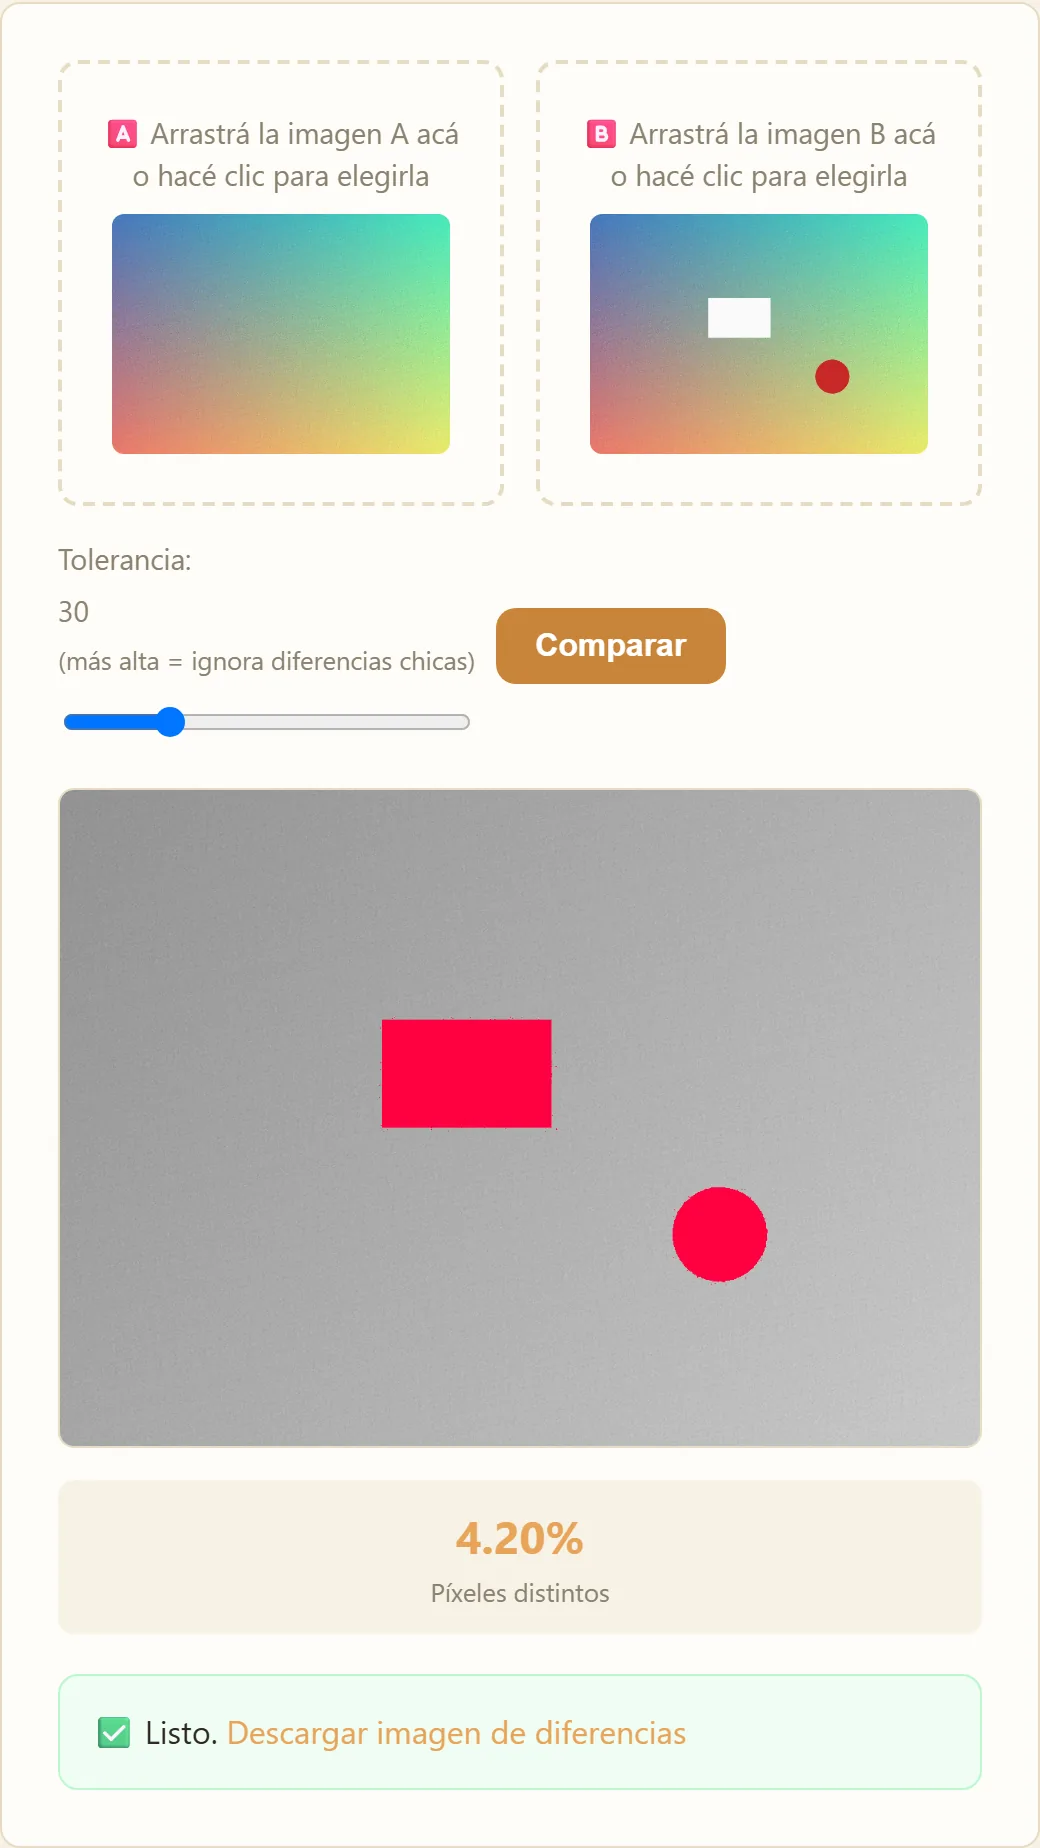 🅰 Arrastrá la imagen A acá
o hacé clic para elegirla
🅱 Arrastrá la imagen B acá
o hacé clic para elegirla
Tolerancia:
30
(más alta = ignora diferencias chicas)
Comparar
4.20%
Píxeles distintos
✅ Listo. Descargar imagen de diferencias